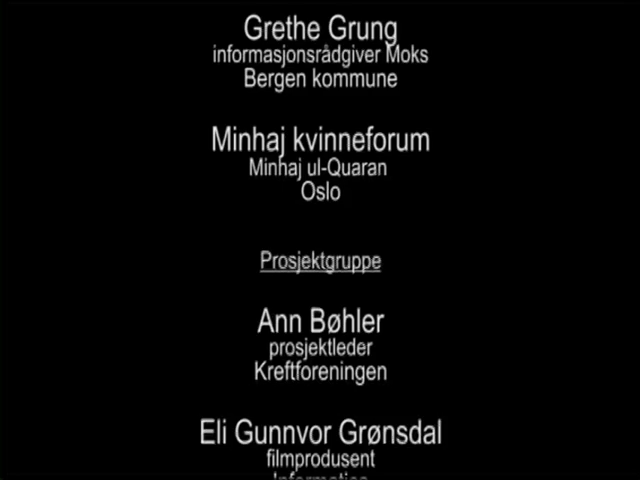 Grethe Grung
informasjonsrådgiver Moks
Bergen kommune
Minhaj kvinneforum
Minhaj ul-Quaran
Oslo
Prosjektgruppe
Ann Bøhler
prosjektleder
Kreftforeningen
Eli Gunnvor Grønsdal
filmprodusent